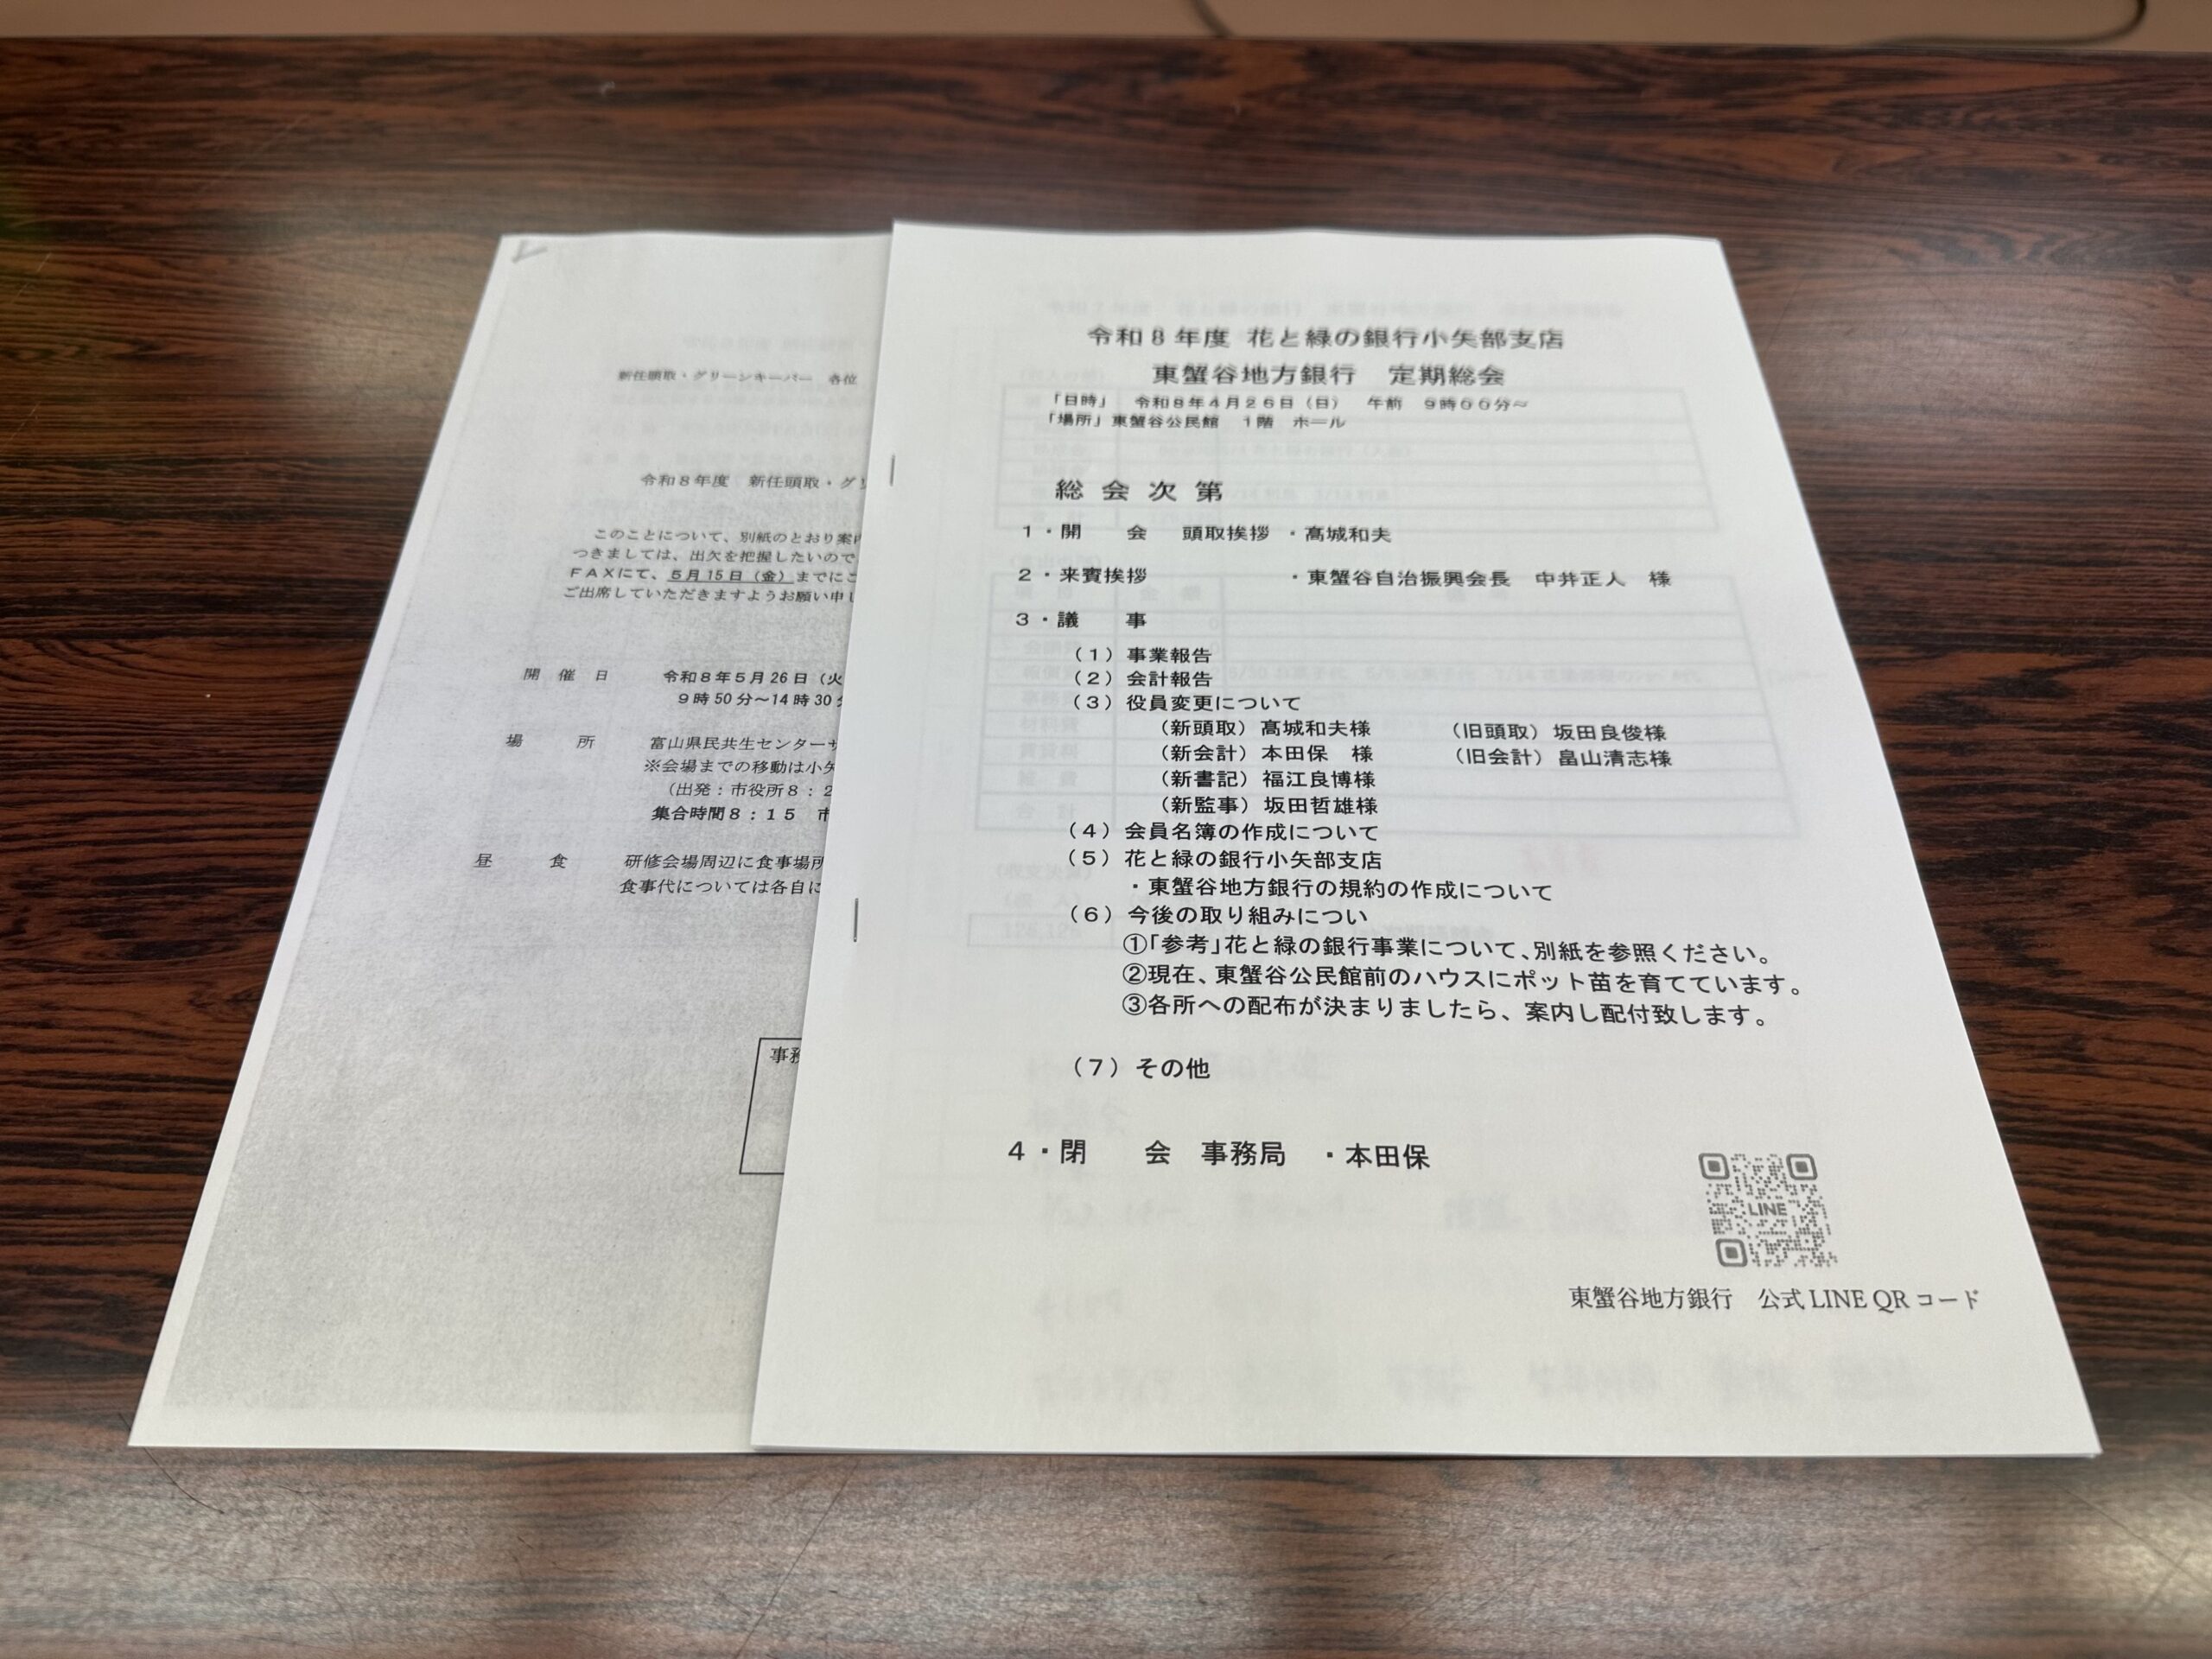 新任頭取・グリーンキーパー 各位
令和8年度 新任頭取・グリ
このことについて、別紙のとおり案内
つきましては、出欠を把握したいので
FAXにて、5月15日(金)までにご
ご出席していただきますようお願い申し
開 催 日 令和8年5月26日(火
9時50分~14時30分
場 所 富山県民共生センターサ
※会場までの移動は小矢
(出発:市役所8:2
集合時間8:15 市
昼 食 研修会場周辺に食事場所
食事代については各自に
事務
令和8年度 花と緑の銀行小矢部支店
東蟹谷地方銀行 定期総会
「日時」 令和8年4月26日(日) 午前 9時00分~
「場所」東蟹谷公民館 1階 ホール
総 会 次 第
1・開 会 頭取挨拶 ・髙城和夫
2・来賓挨拶 ・東蟹谷自治振興会長 中井正人 様
3・議 事
(1)事業報告
(2)会計報告
(3)役員変更について
(新頭取)髙城和夫様 (旧頭取)坂田良俊様
(新会計)本田保 様 (旧会計)畠山清志様
(新書記)福江良博様
(新監事)坂田哲雄様
(4)会員名簿の作成について
(5)花と緑の銀行小矢部支店
・東蟹谷地方銀行の規約の作成について
(6)今後の取り組みについ
①「参考」花と緑の銀行事業について、別紙を参照ください。
②現在、東蟹谷公民館前のハウスにポット苗を育てています。
③各所への配布が決まりましたら、案内し配付致します。
(7)その他
4・閉 会 事務局 ・本田保
LINE
東蟹谷地方銀行 公式 LINE QR コード